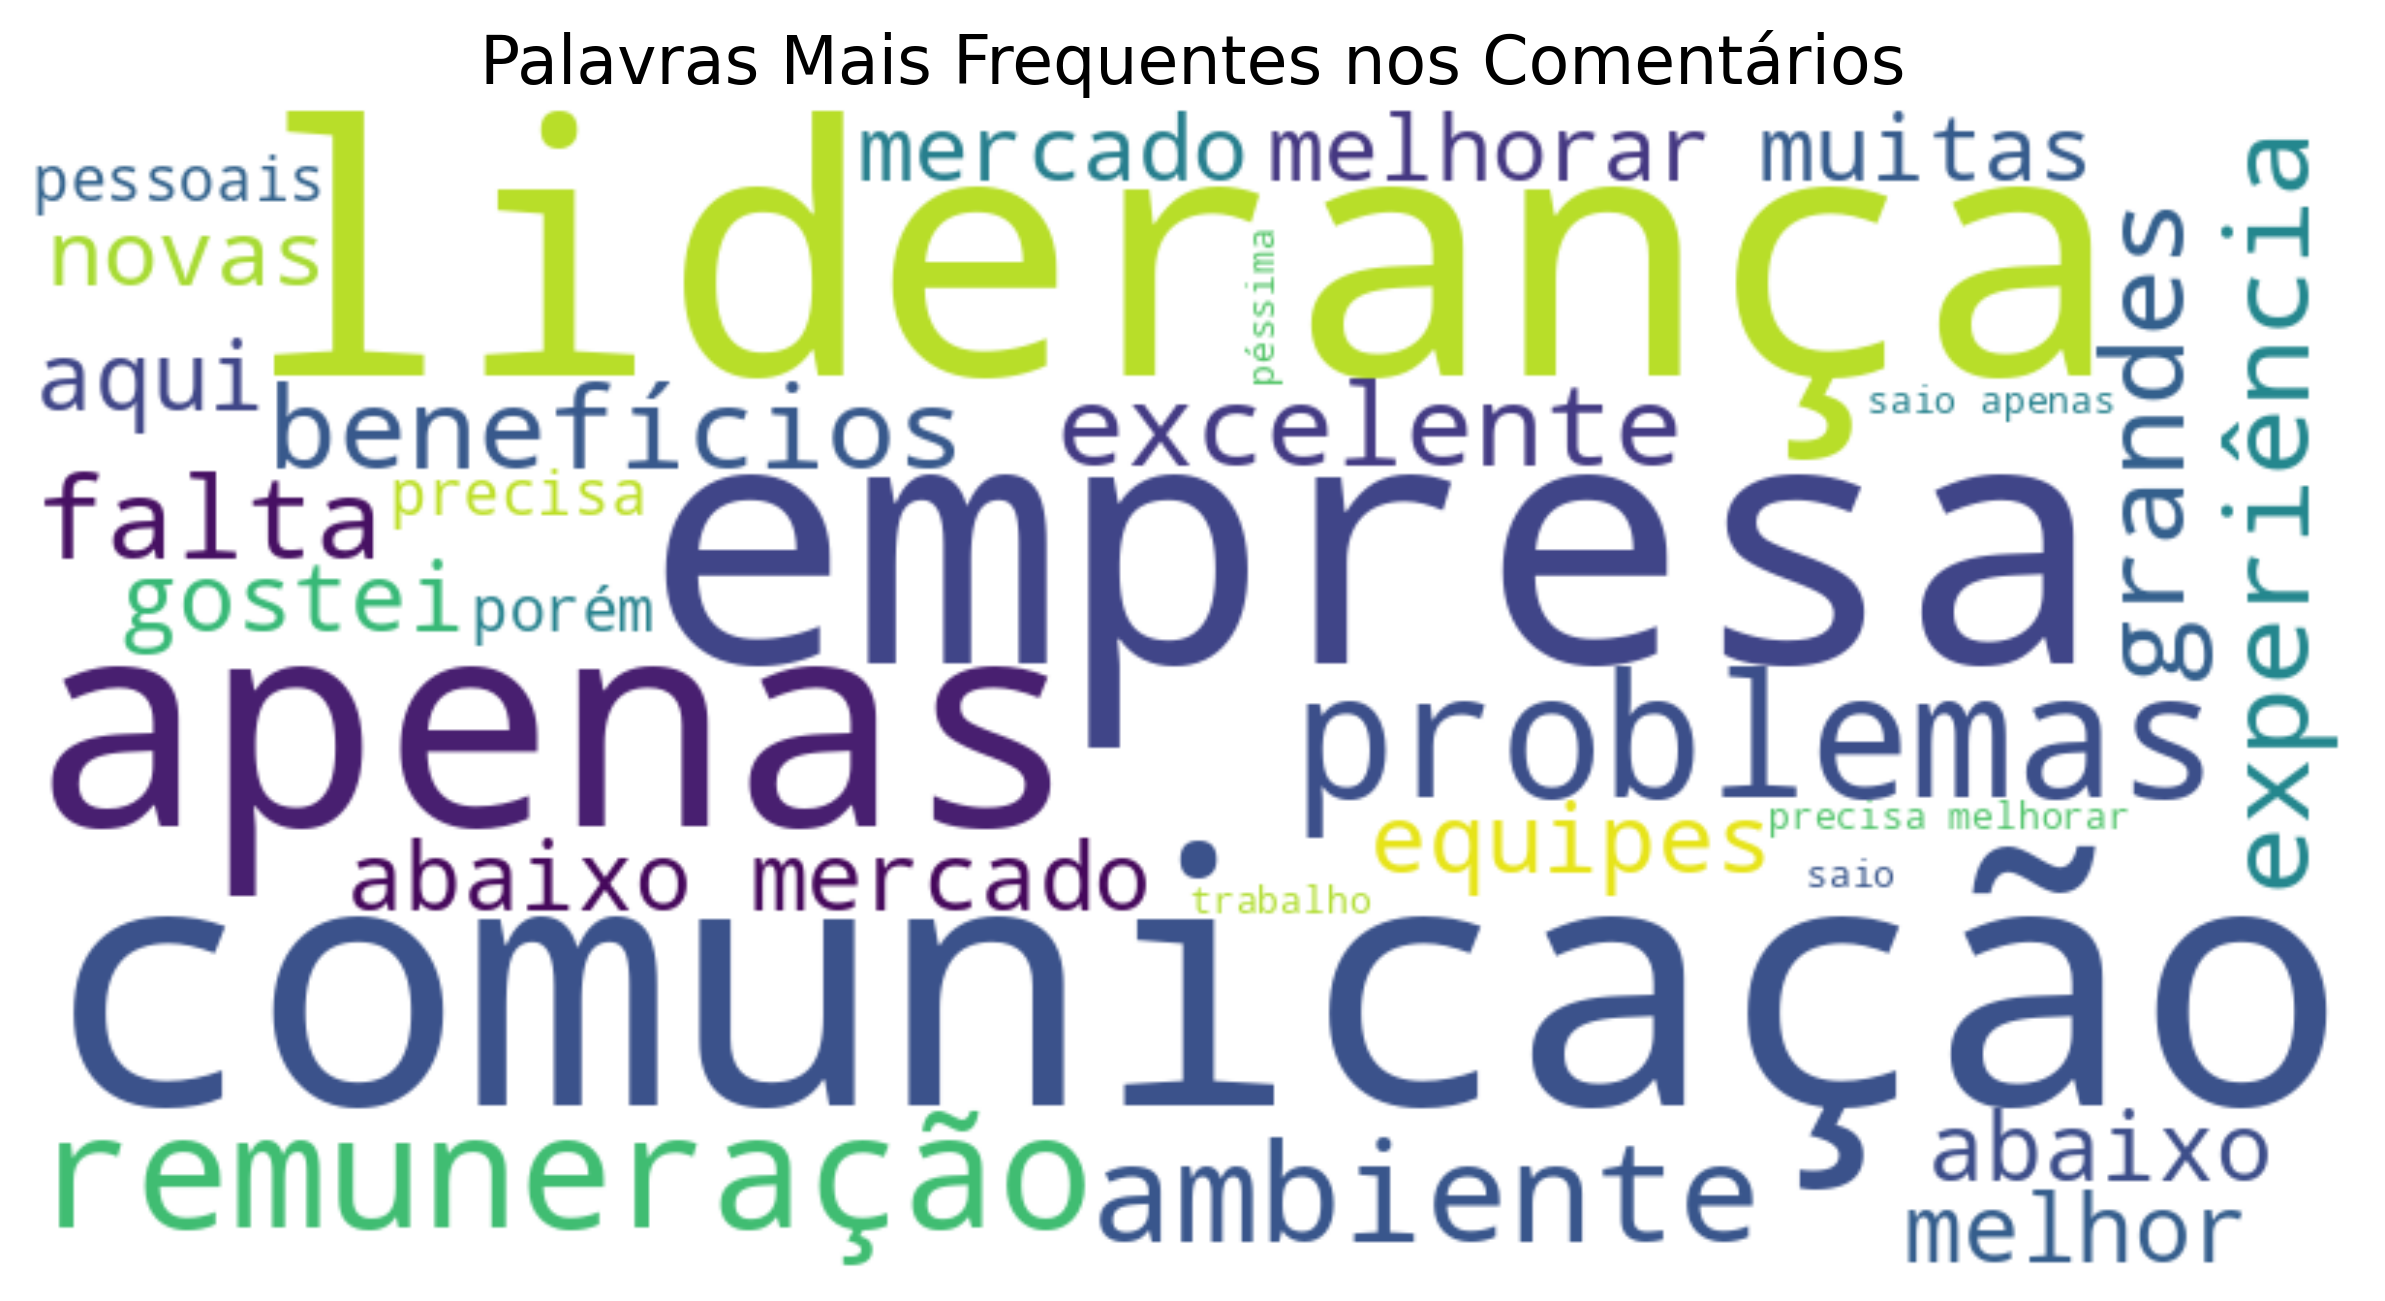 Palavras Mais Frequentes nos Comentários
mercado melhorar muitas
pessoais
liderança
novas
péssima
grandes
experiência
aqui
benefícios
excelente
saio apenas
falta
precisa
empresa
gostei
porém
apenas
problemas
equipes
precisa melhorar
abaixo mercado
saio
trabalho
comunicação
remuneração
ambiente
abaixo
melhor